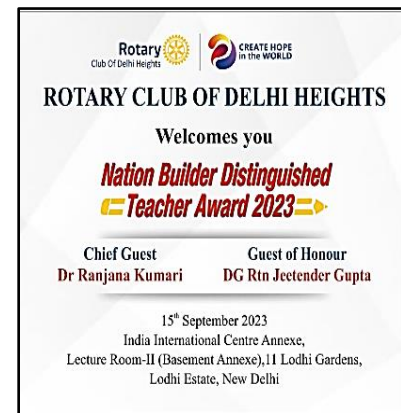 Rotary
Club Of Delhi Heights
CREATE HOPE
in the WORLD
ROTARY CLUB OF DELHI HEIGHTS
Welcomes you
Nation Builder Distinguished
Teacher Award 2023
Chief Guest
Dr Ranjana Kumari
Guest of Honour
DG Rtn Jeetender Gupta
15th September 2023
India International Centre Annexe,
Lecture Room-II (Basement Annexe),11 Lodhi Gardens,
Lodhi Estate, New Delhi